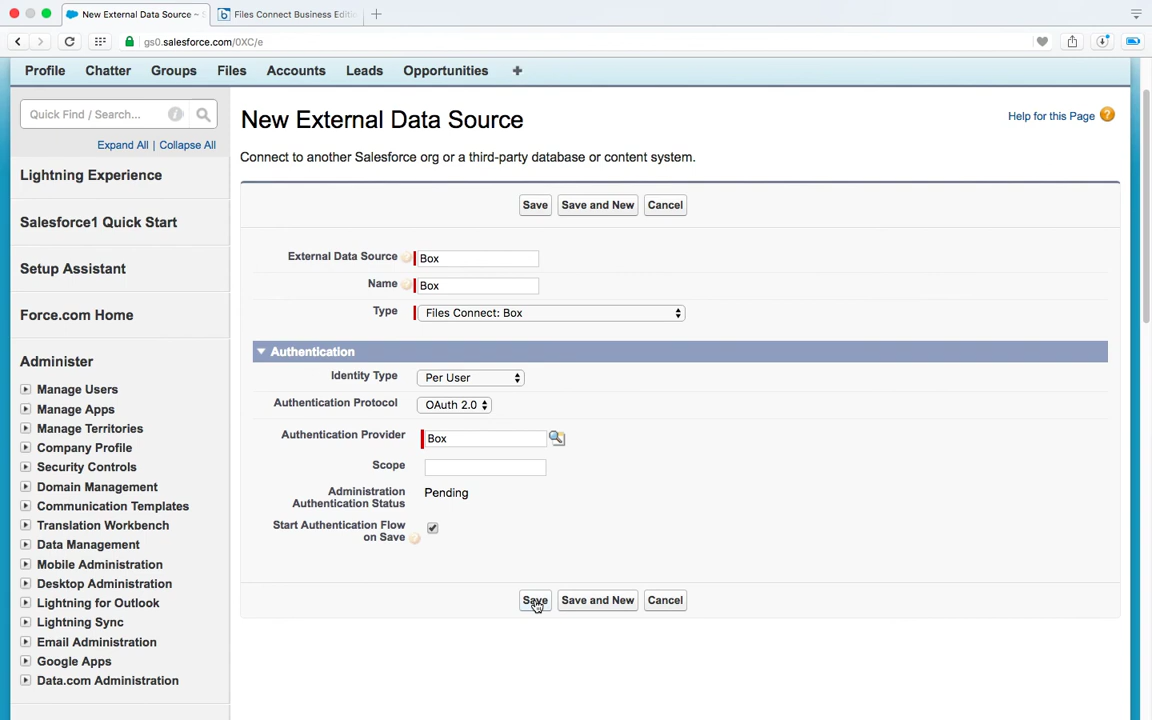 New External Data Source ~ S
Files Connect Business Editio
gs0.salesforce.com/0XC/e
Profile Chatter Groups Files Accounts Leads Opportunities +
Quick Find / Search...
Expand All | Collapse All
Lightning Experience
Salesforce1 Quick Start
Setup Assistant
Force.com Home
Administer
Manage Users
Manage Apps
Manage Territories
Company Profile
Security Controls
Domain Management
Communication Templates
Translation Workbench
Data Management
Mobile Administration
Desktop Administration
Lightning for Outlook
Lightning Sync
Email Administration
Google Apps
Data.com Administration
New External Data Source
Help for this Page ?
Connect to another Salesforce org or a third-party database or content system.
Save Save and New Cancel
External Data Source Box
Name Box
Type Files Connect: Box
Authentication
Identity Type Per User
Authentication Protocol OAuth 2.0
Authentication Provider Box
Scope
Administration
Authentication Status Pending
Start Authentication Flow
on Save
Save Save and New Cancel